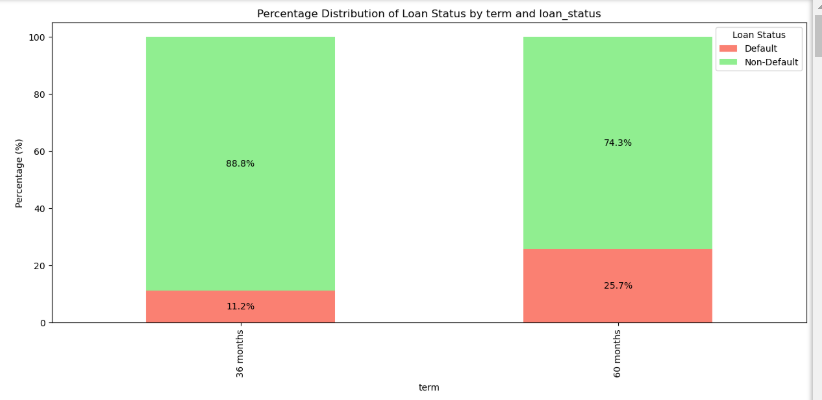 Percentage Distribution of Loan Status by term and loan_status
Loan Status
Default
Non-Default
Percentage (%)
100
80
60
40
20
0
88.8%
11.2%
74.3%
25.7%
36 months
60 months
term